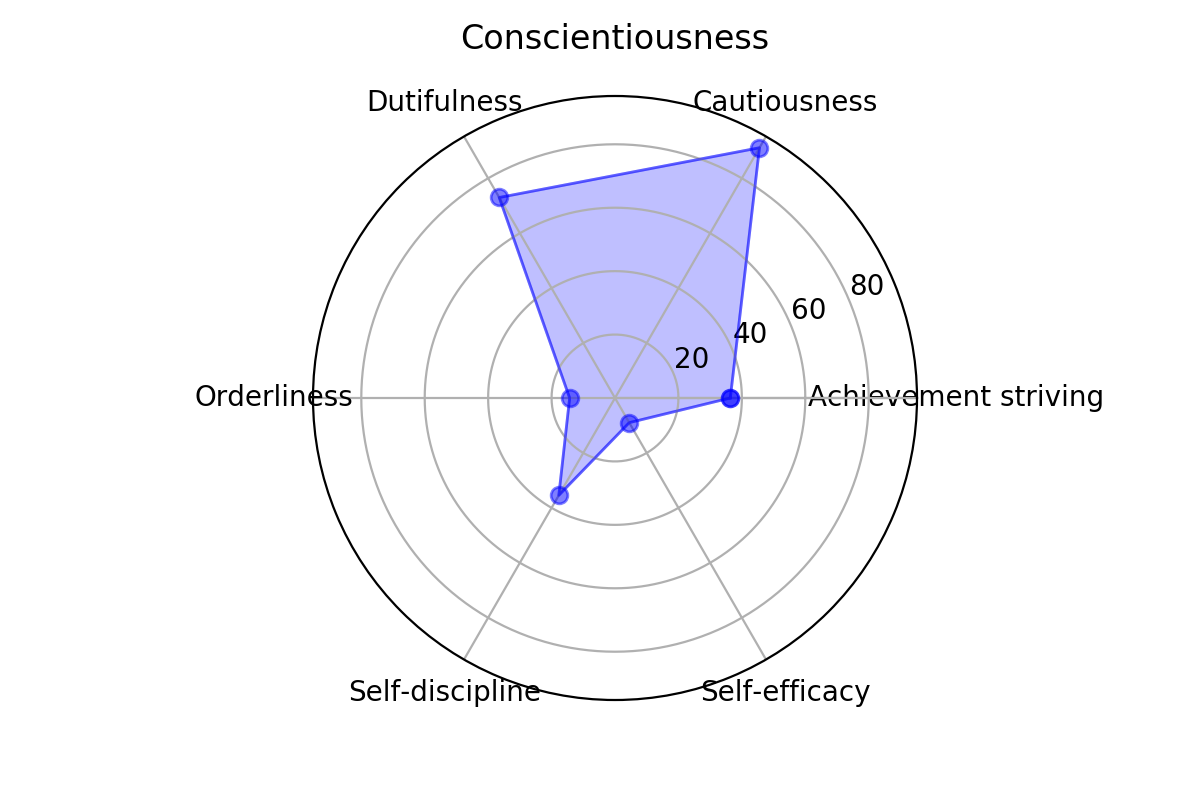 Conscientiousness
Dutifulness
Cautiousness
80
60
40
20
Orderliness
Achievement striving
Self-discipline
Self-efficacy